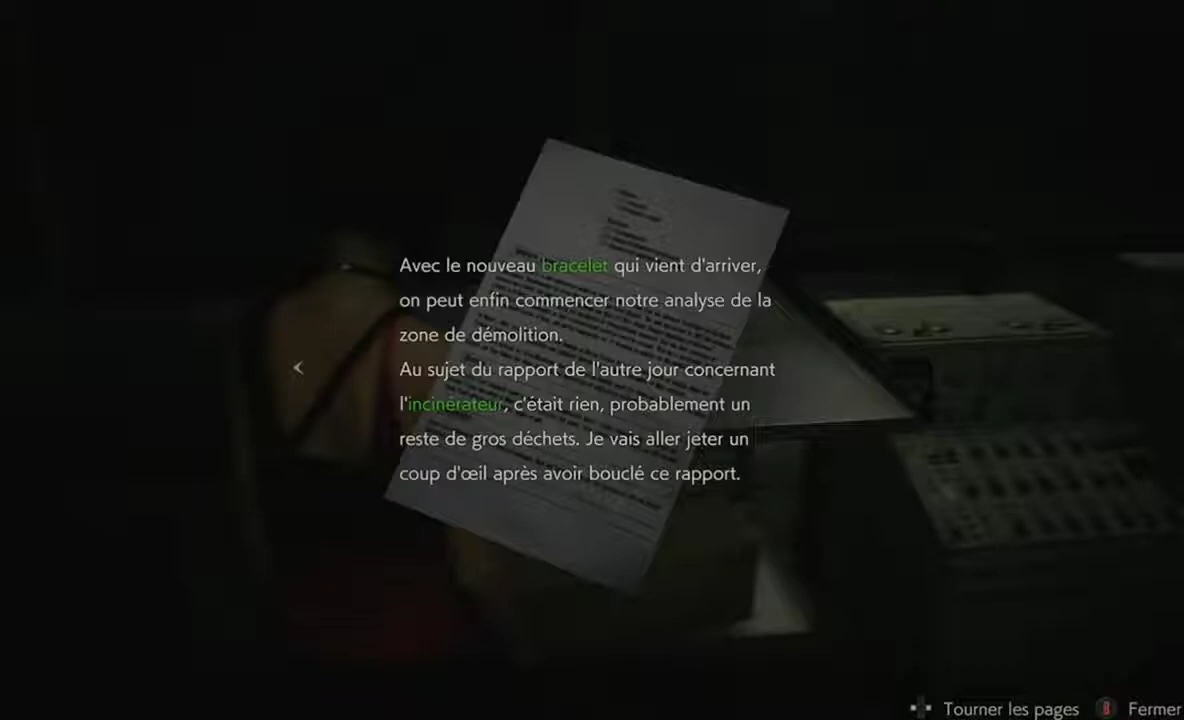 Avec le nouveau bracelet qui vient d'arriver,
on peut enfin commencer notre analyse de la
zone de démolition.
Au sujet du rapport de l'autre jour concernant
l'incinérateur, c'était rien, probablement un
reste de gros déchets. Je vais aller jeter un
coup d'œil après avoir bouclé ce rapport.
Tourner les pages B Fermer